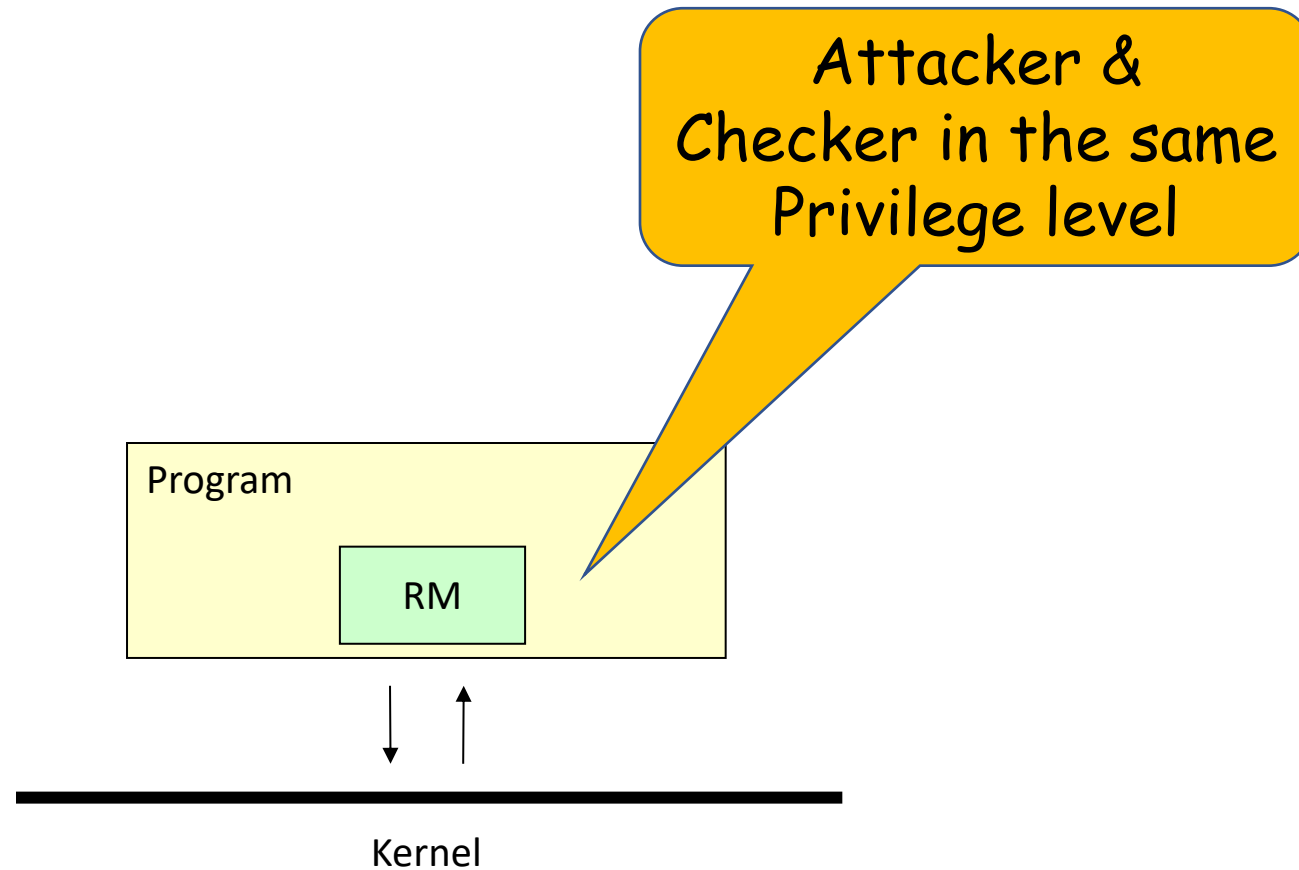 Attacker &
Checker in the same
Privilege level
Program
RM
Kernel